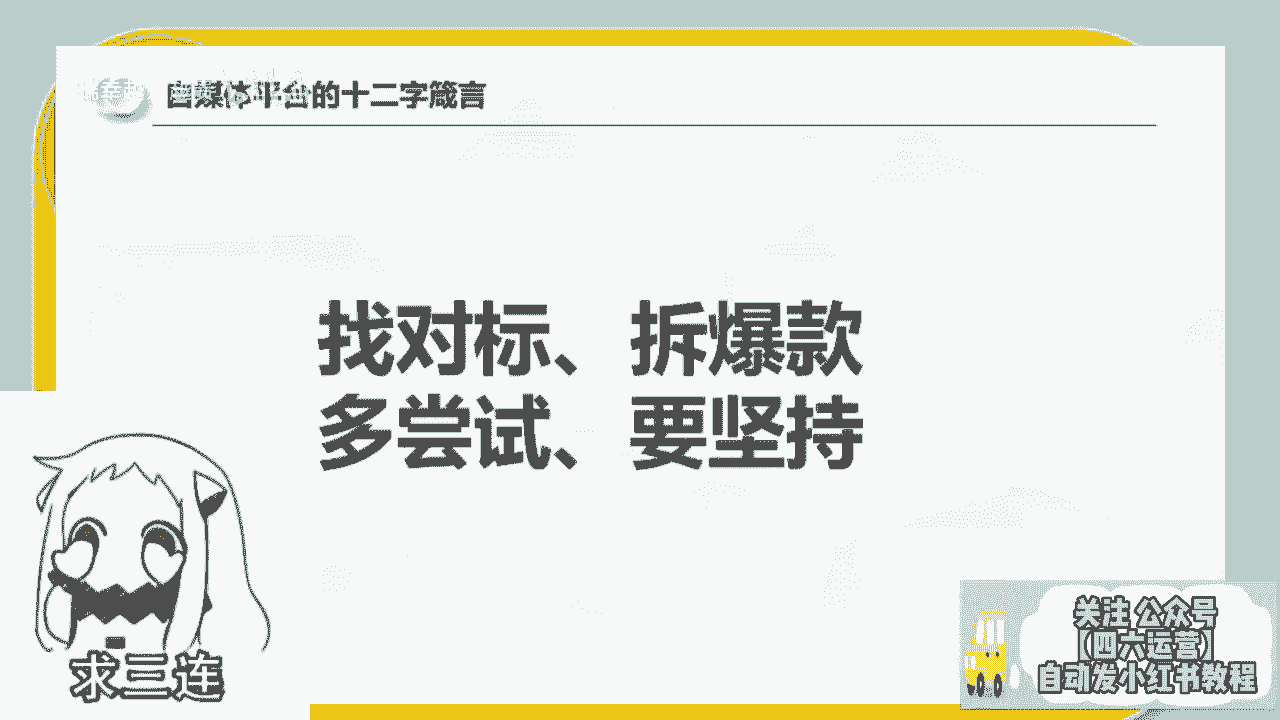 自媒体平台的十二字箴言
找对标、拆爆款
多尝试、要坚持
求三连
关注 公众号
[四六运营]
自动发小红书教程